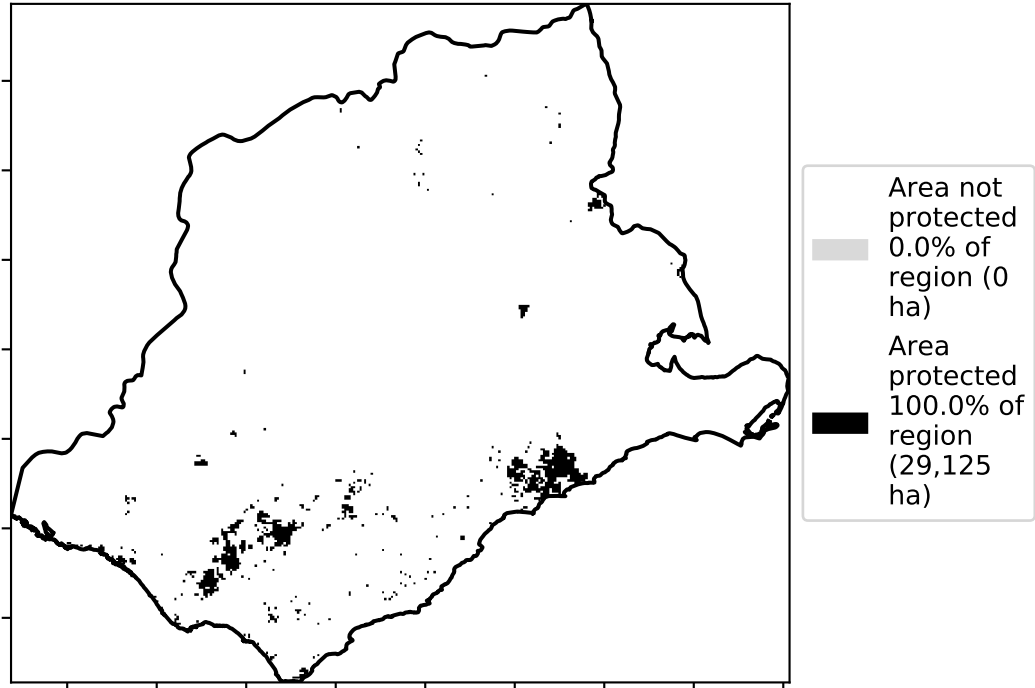 Area not
protected
0.0% of
region (0
ha)
Area
protected
100.0% of
region
(29,125
ha)